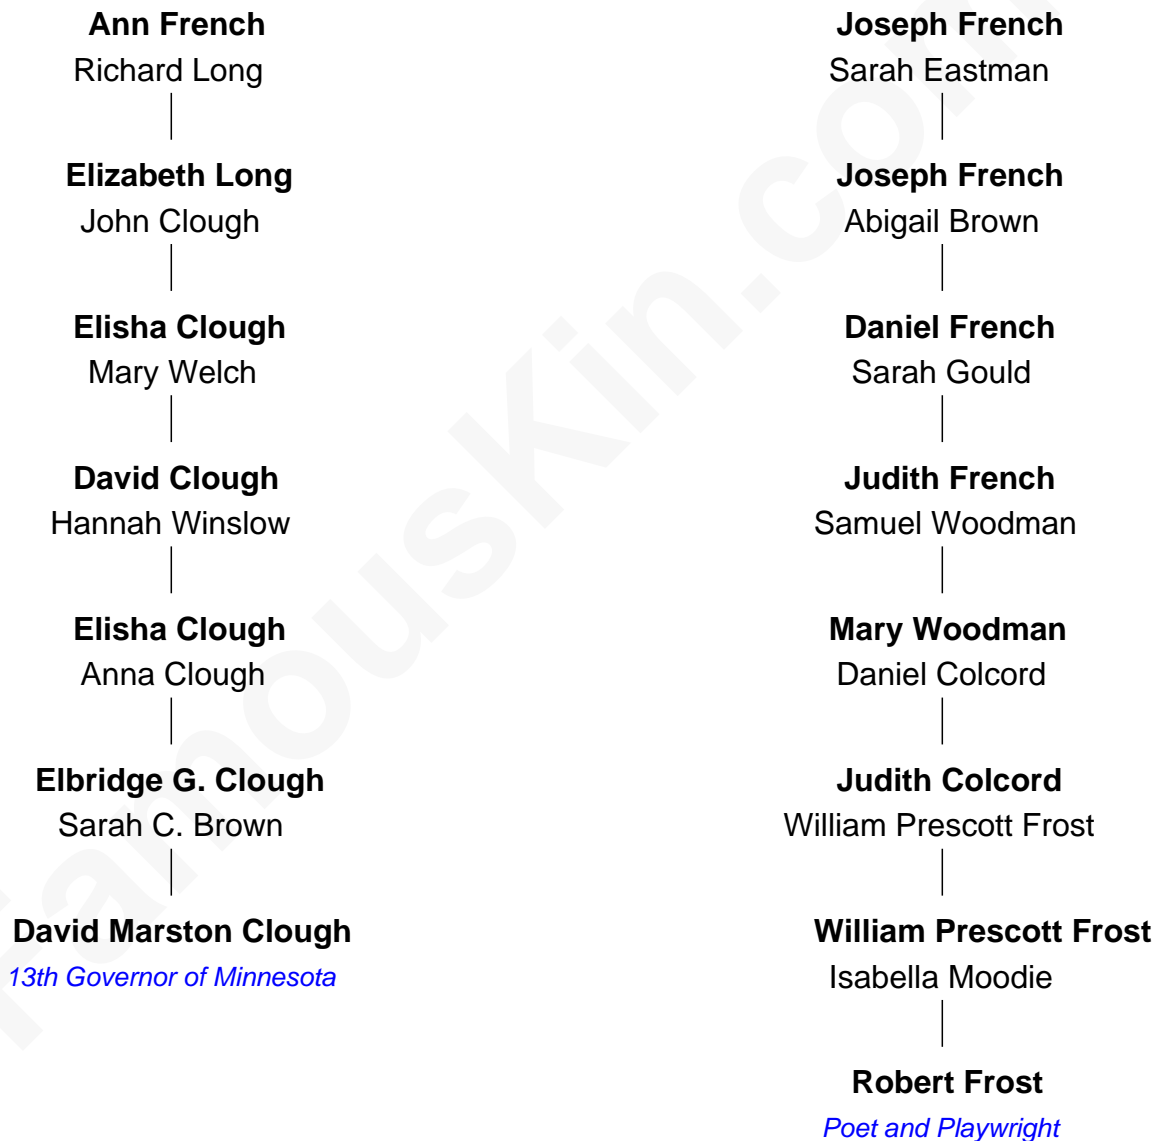 Ann French
Richard Long
Elizabeth Long
John Clough
Elisha Clough
Mary Welch
David Clough
Hannah Winslow
Elisha Clough
Anna Clough
Elbridge G. Clough
Sarah C. Brown
David Marston Clough
13th Governor of Minnesota
Joseph French
Sarah Eastman
Joseph French
Abigail Brown
Daniel French
Sarah Gould
Judith French
Samuel Woodman
Mary Woodman
Daniel Colcord
Judith Colcord
William Prescott Frost
William Prescott Frost
Isabella Moodie
Robert Frost
Poet and Playwright
FamousKin.com